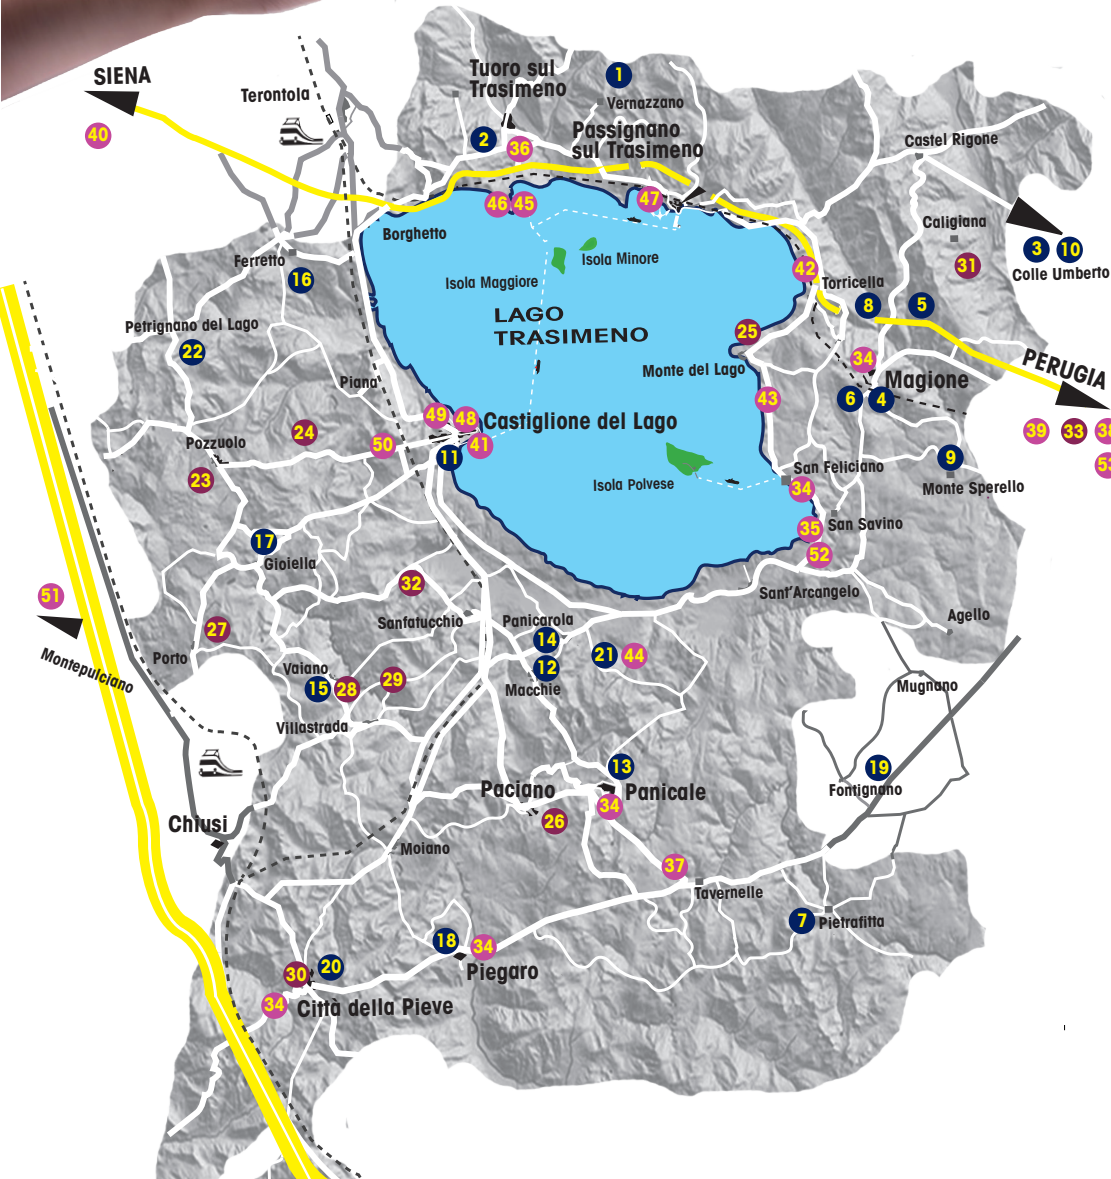 SIENA
40
Terontola
Tuoro sul
Trasimeno
1
Vernazzano
2
36
Passignano
sul Trasimeno
Castel Rigone
Caligiana
3
10
Colle Umberto
31
46
45
47
Borghetto
Isola Minore
Isola Maggiore
42
Torricella
8
5
Ferretto
16
LAGO
TRASIMENO
Petrignano del Lago
22
25
Monte del Lago
34
Magione
PERUGIA
Piana
43
6
4
39
33
38
53
49
48
Castiglione del Lago
24
50
41
Pozzuolo
11
9
Monte Sperello
23
Isola Polvese
San Feliciano
34
35
San Savino
52
17
Gioiella
Sant'Arcangelo
32
51
Montepulciano
Sanfatucchio
Panicarola
14
21
44
Agello
27
Porto
12
Macchie
Vaiano
15
28
29
Mugnano
Villastrada
13
19
Fontignano
Paciano
Panicale
34
26
Chiusi
Moiano
37
Tavernelle
7
Pietrafitta
18
34
Piegaro
30
20
34
Città della Pieve